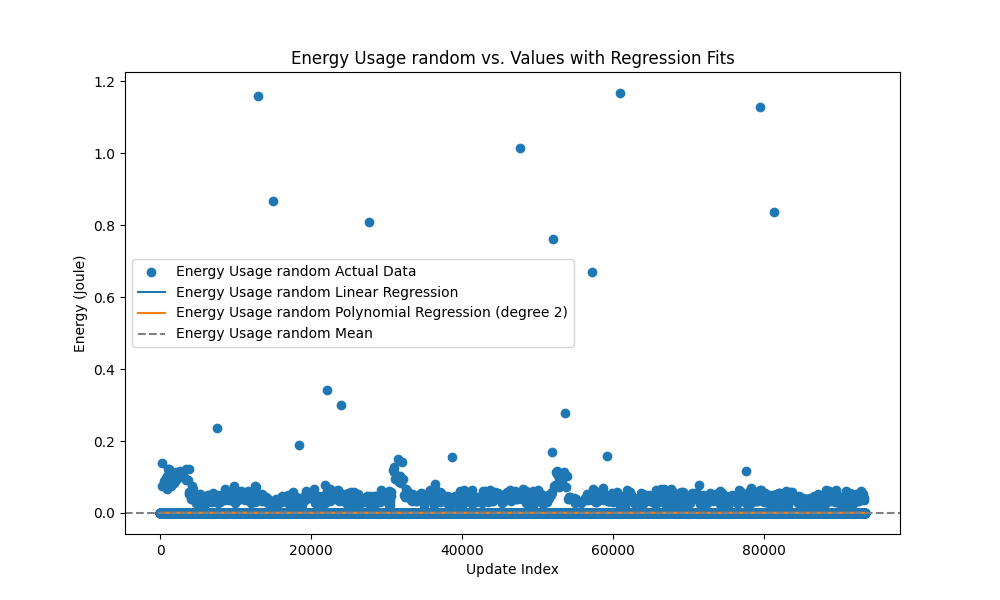 Energy Usage random vs. Values with Regression Fits
1.2
1.0
0.8
0.6
0.4
0.2
0.0
Energy (Joule)
Energy Usage random Actual Data
Energy Usage random Linear Regression
Energy Usage random Polynomial Regression (degree 2)
Energy Usage random Mean
0 20000 40000 60000 80000
Update Index